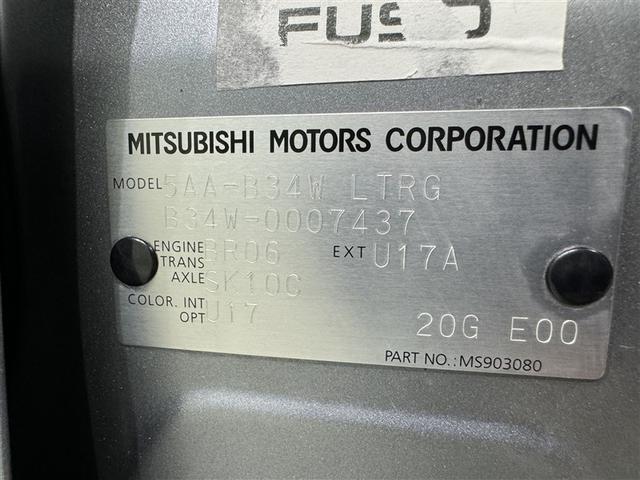 FUS
MITSUBISHI MOTORS CORPORATION
MODEL 5AA-B34W LTRG
B34W-0007437
ENGINE BR06 EXT U17A
TRANS
AXLE SK10C
COLOR. INT
OPT U17
20G E00
PART NO.:MS903080